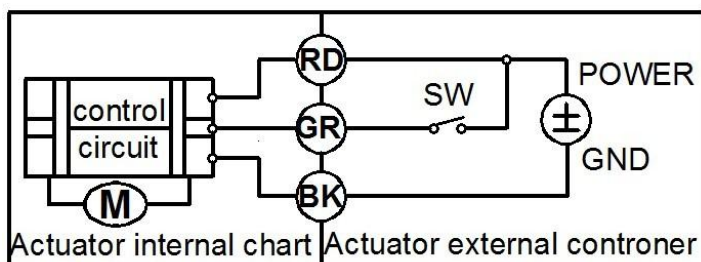 RD
POWER
SW
control
GR
circuit
GND
M
BK
Actuator internal chart
Actuator external controner